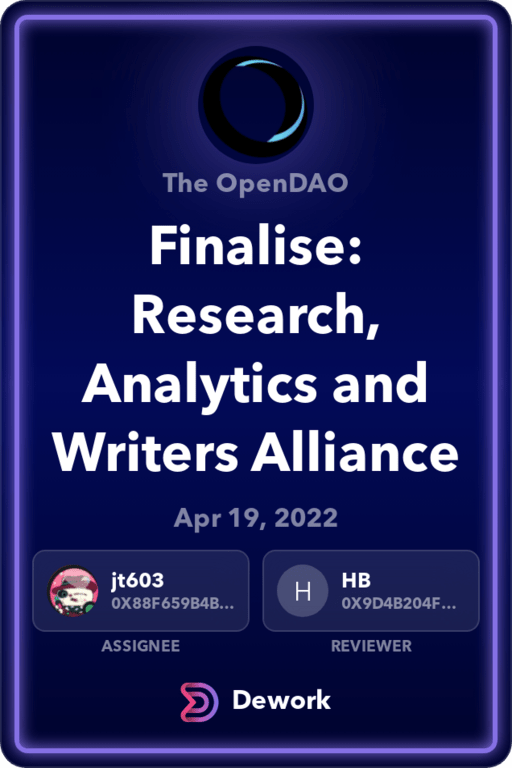 The OpenDAO
Finalise:
Research,
Analytics and
Writers Alliance
Apr 19, 2022
jt603
0X88F659B4B...
H
HB
0X9D4B204F...
ASSIGNEE
REVIEWER
Dework